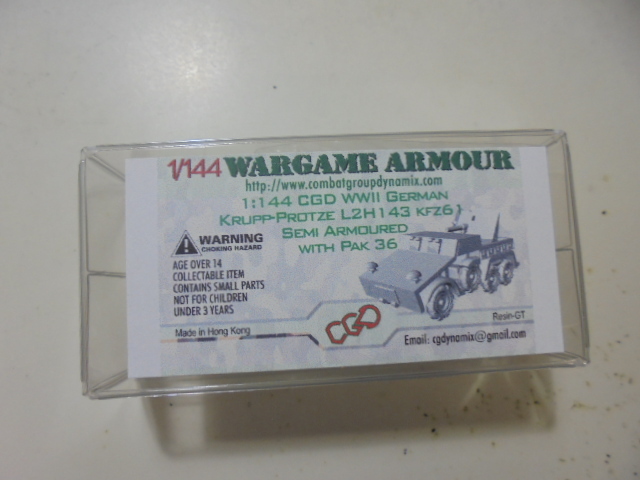 1/144 WARGAME ARMOUR
http://www.combatgroupdynamix.com
1:144 CGD WWII GERMAN
KRUPP-PROTZE L2H143 KFZ61
SEMI ARMOURED
WITH PAK 36
WARNING
CHOKING HAZARD
AGE OVER 14
COLLECTABLE ITEM
CONTAINS SMALL PARTS
NOT FOR CHILDREN
UNDER 3 YEARS
Made in Hong Kong
CGD
Resin-GT
Email: cgdynamix@gmail.com